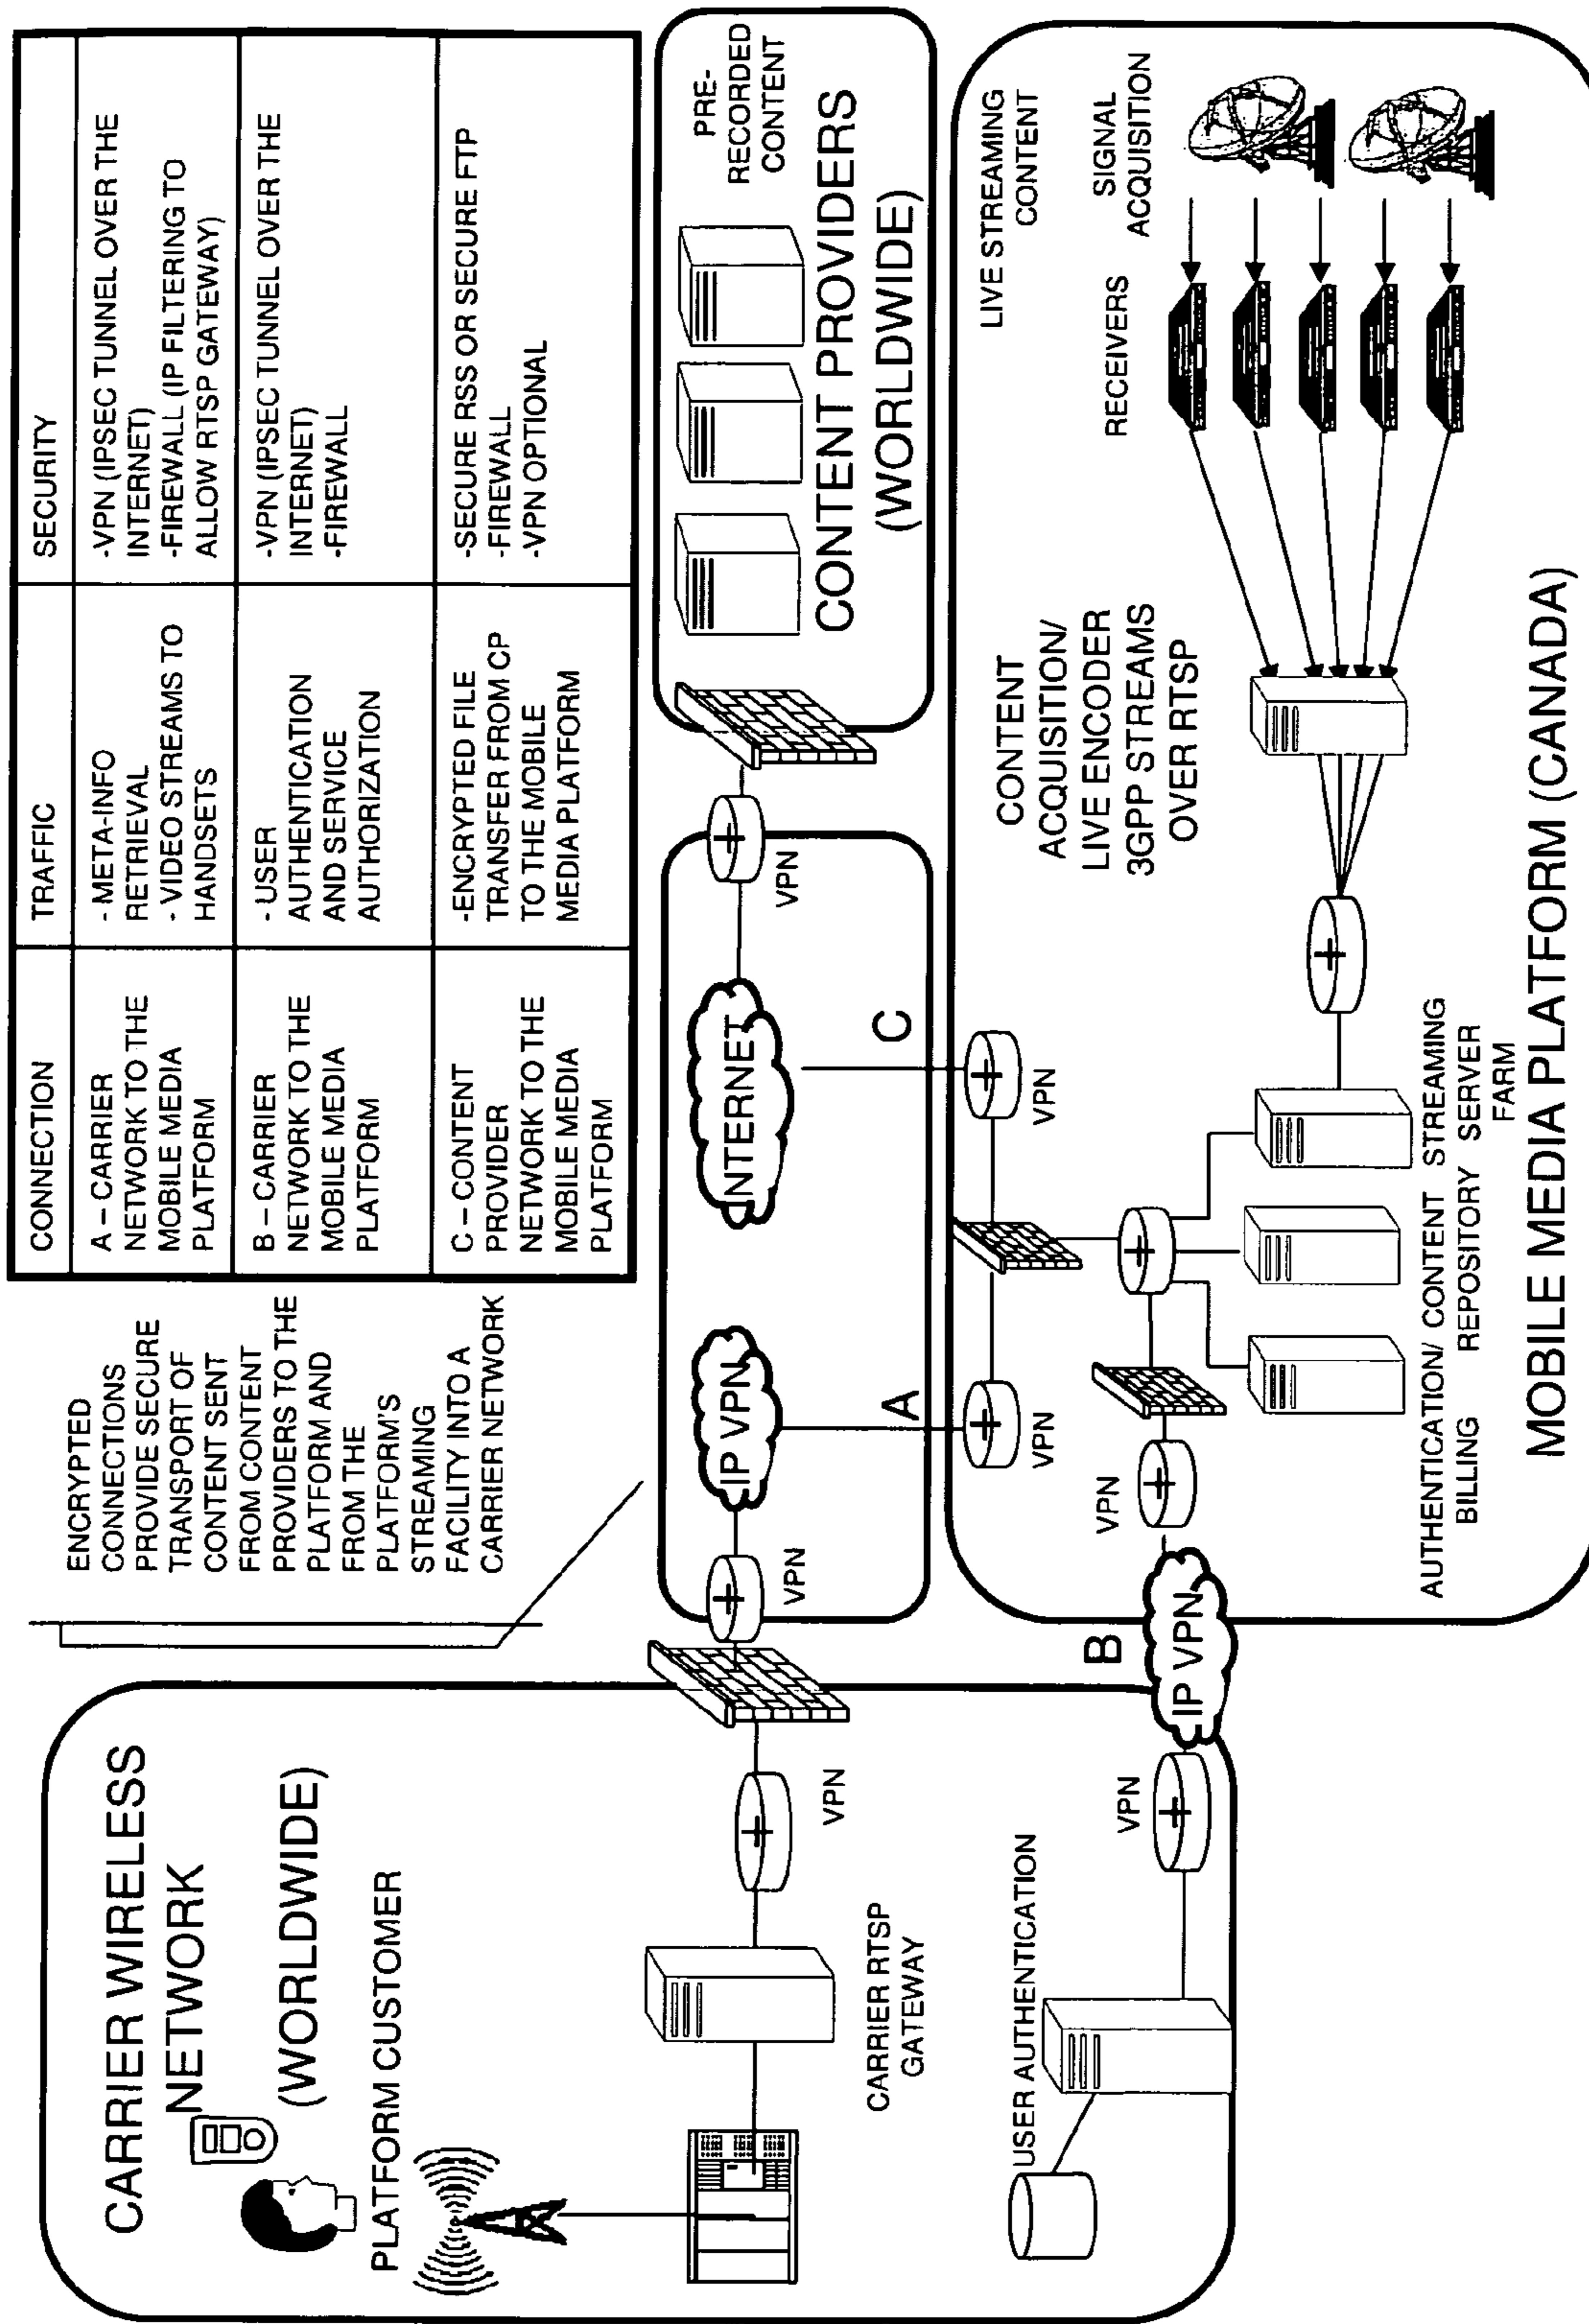 CARRIER WIRELESS
NETWORK
(WORLDWIDE)
PLATFORM CUSTOMER
CARRIER RTSP
GATEWAY
USER AUTHENTICATION
VPN
VPN
ENCRYPTED
CONNECTIONS
PROVIDE SECURE
TRANSPORT OF
CONTENT SENT
FROM CONTENT
PROVIDERS TO THE
PLATFORM AND
FROM THE
PLATFORM'S
STREAMING
FACILITY INTO A
CARRIER NETWORK
CONNECTION
TRAFFIC
SECURITY
A – CARRIER
NETWORK TO THE
MOBILE MEDIA
PLATFORM
- META-INFO
RETRIEVAL
- VIDEO STREAMS TO
HANDSETS
-VPN (IPSEC TUNNEL OVER THE
INTERNET)
-FIREWALL (IP FILTERING TO
ALLOW RTSP GATEWAY)
B – CARRIER
NETWORK TO THE
MOBILE MEDIA
PLATFORM
- USER
AUTHENTICATION
AND SERVICE
AUTHORIZATION
-VPN (IPSEC TUNNEL OVER THE
INTERNET)
-FIREWALL
C – CONTENT
PROVIDER
NETWORK TO THE
MOBILE MEDIA
PLATFORM
-ENCRYPTED FILE
TRANSFER FROM CP
TO THE MOBILE
MEDIA PLATFORM
-SECURE RSS OR SECURE FTP
-FIREWALL
-VPN OPTIONAL
VPN
IP VPN
A
INTERNET
C
VPN
PRE-
RECORDED
CONTENT
CONTENT PROVIDERS
(WORLDWIDE)
B
IP VPN
VPN
VPN
VPN
CONTENT
ACQUISITION/
LIVE ENCODER
3GPP STREAMS
OVER RTSP
LIVE STREAMING
CONTENT
RECEIVERS
SIGNAL
ACQUISITION
AUTHENTICATION/
BILLING
CONTENT
REPOSITORY
STREAMING
SERVER
FARM
MOBILE MEDIA PLATFORM (CANADA)